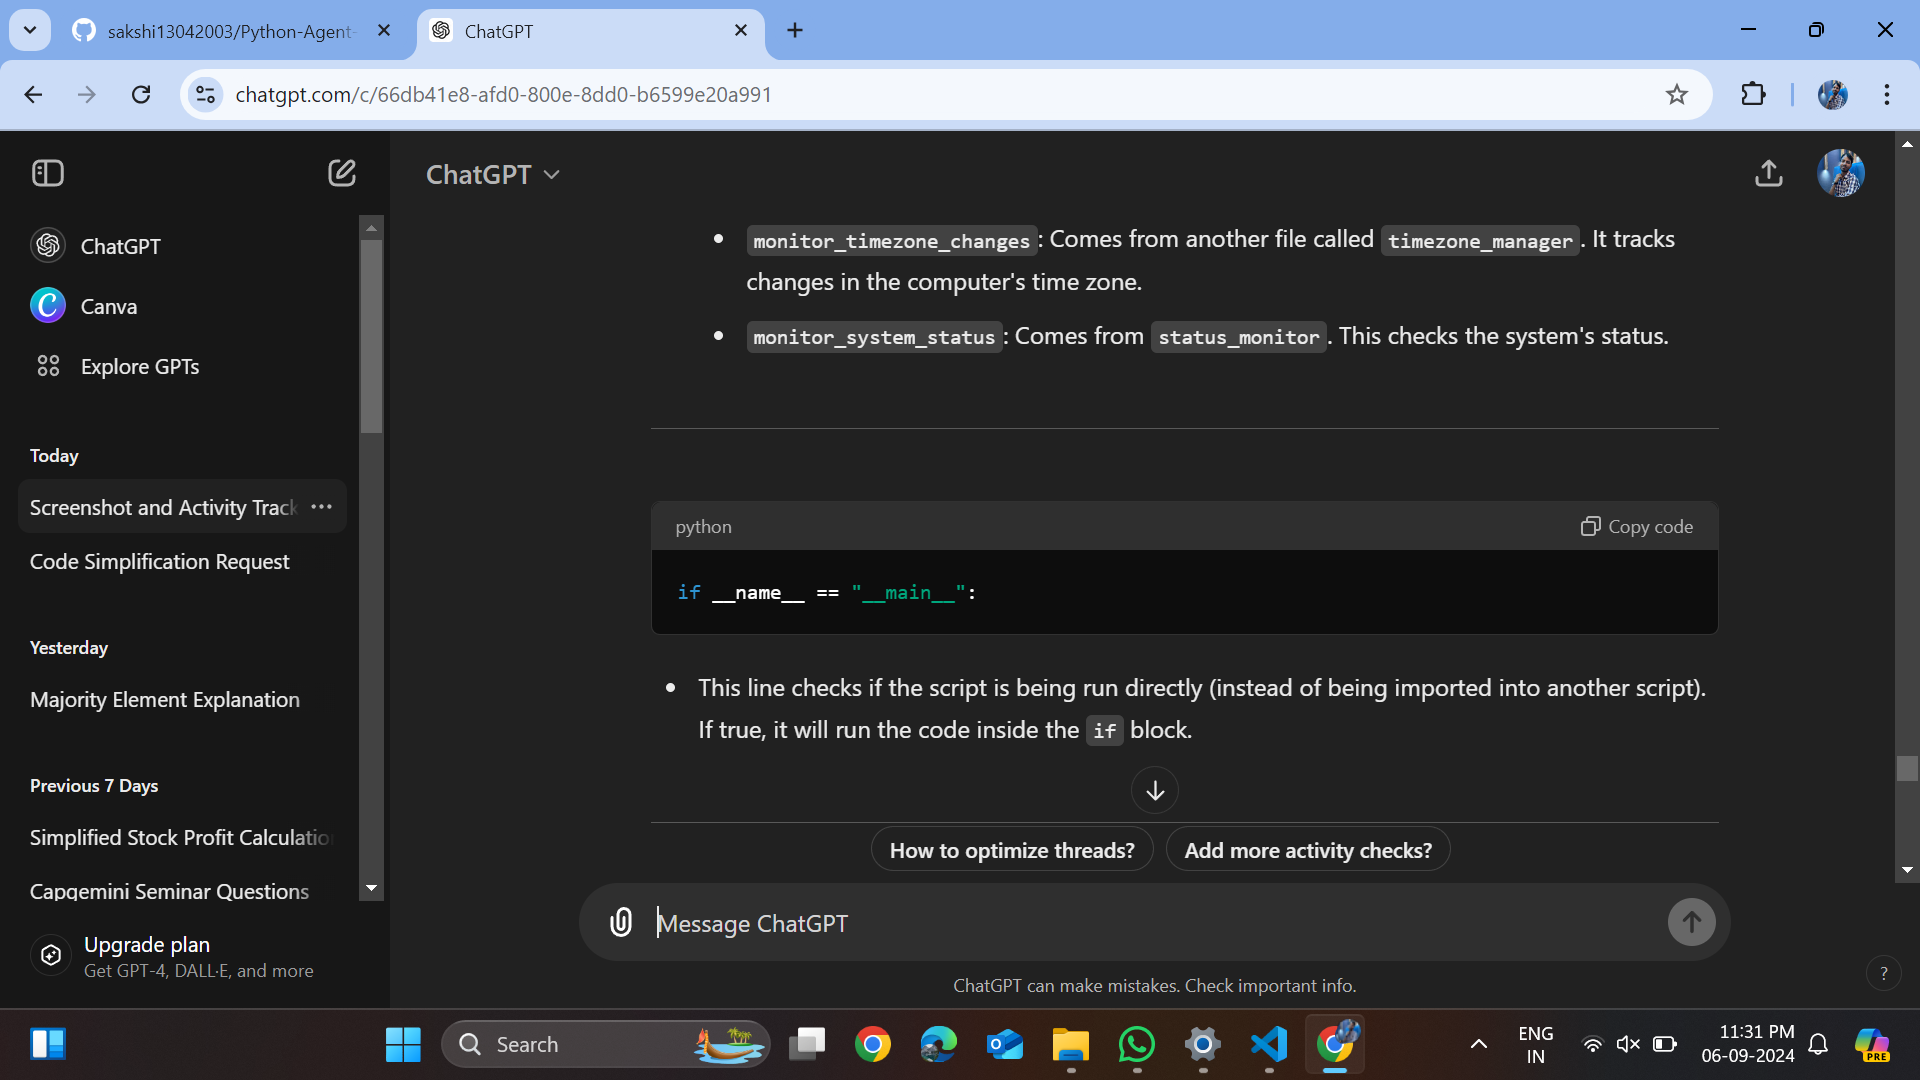 sakshi13042003/Python-Agent-
ChatGPT
chatgpt.com/c/66db41e8-afd0-800e-8dd0-b6599e20a991
ChatGPT
Canva
Explore GPTs
Today
Screenshot and Activity Track
Code Simplification Request
Yesterday
Majority Element Explanation
Previous 7 Days
Simplified Stock Profit Calculatio
Capgemini Seminar Questions
Upgrade plan
Get GPT-4, DALL·E, and more
ChatGPT
monitor_timezone_changes: Comes from another file called timezone_manager. It tracks
changes in the computer's time zone.
monitor_system_status: Comes from status_monitor. This checks the system's status.
python
Copy code
if __name__ == "__main__":
This line checks if the script is being run directly (instead of being imported into another script).
If true, it will run the code inside the if block.
How to optimize threads?
Add more activity checks?
Message ChatGPT
ChatGPT can make mistakes. Check important info.
?
Search
ENG
IN
11:31 PM
06-09-2024
PRE